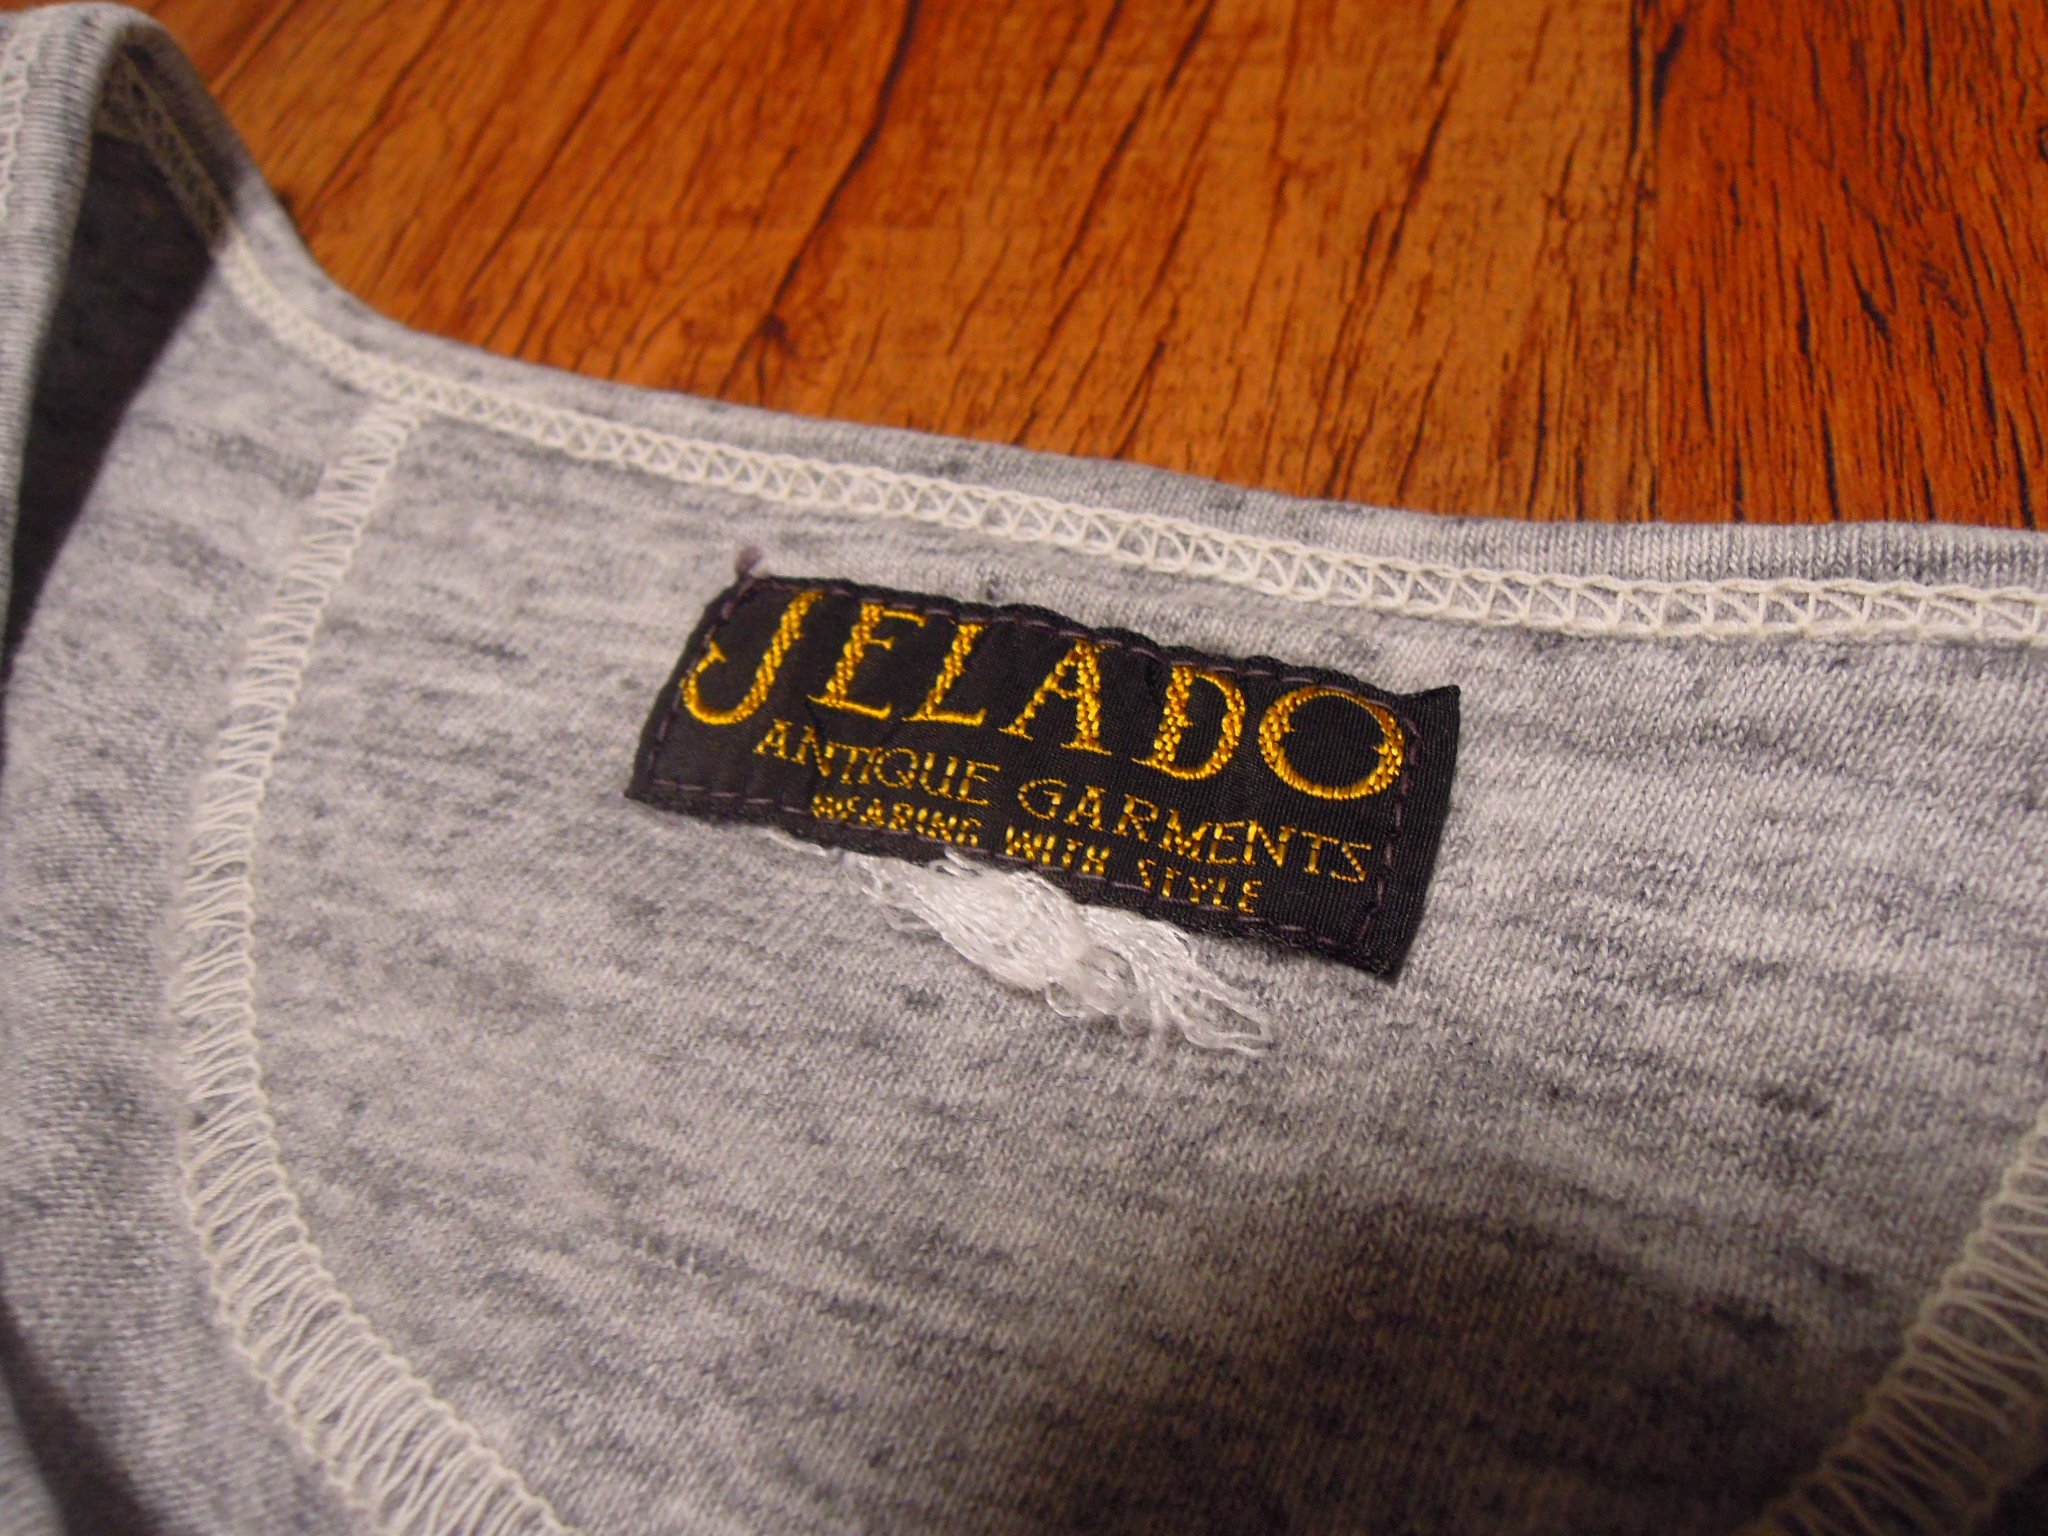 JELADO
ANTIQUE GARMENTS
WEARING WITH STYLE